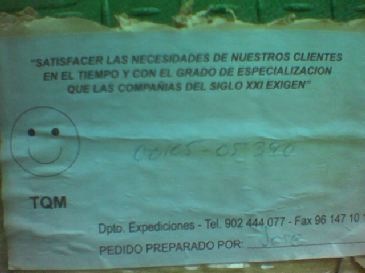 "SATISFACER LAS NECESIDADES DE NUESTROS CLIENTES
EN EL TIEMPO Y CON EL GRADO DE ESPECIALIZACION
QUE LAS COMPAÑIAS DEL SIGLO XXI EXIGEN"
TQM
Dpto. Expediciones - Tel. 902 444 077 - Fax 96 147 10
PEDIDO PREPARADO POR: